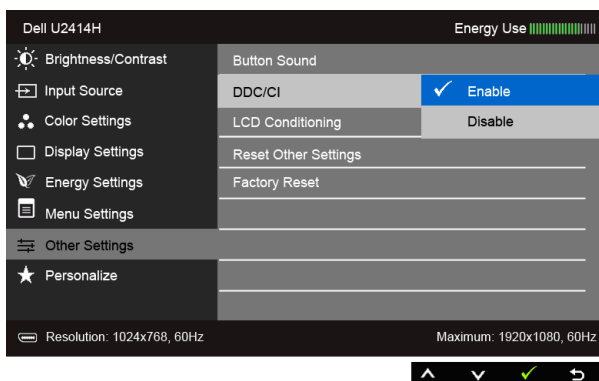 Dell U2414H Energy Use
Brightness/Contrast Button Sound
Input Source DDC/CI Enable
Color Settings LCD Conditioning Disable
Display Settings Reset Other Settings
Energy Settings Factory Reset
Menu Settings
Other Settings
Personalize
Resolution: 1024x768, 60Hz Maximum: 1920x1080, 60Hz